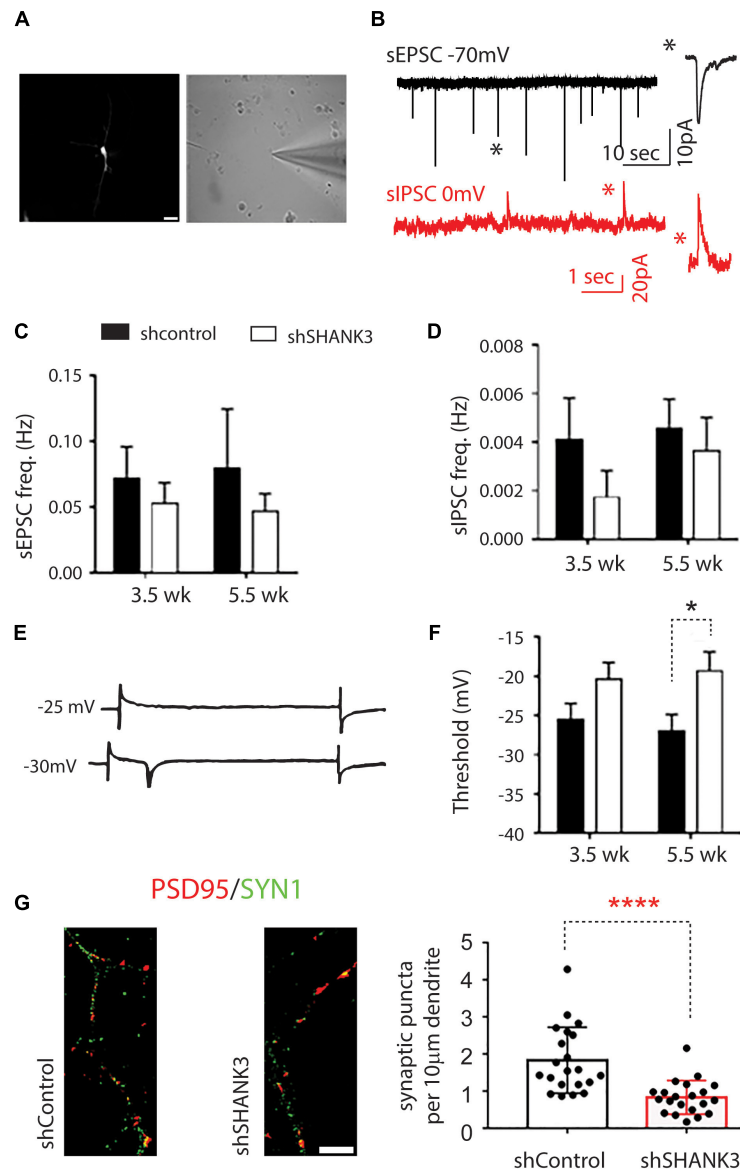 A
B
sEPSC -70mV
*
*
10 sec
10pA
sIPSC 0mV
*
*
1 sec
20pA
C
shcontrol
shSHANK3
D
0.15
0.10
0.05
0.00
sEPSC freq. (Hz)
3.5 wk
5.5 wk
0.008
0.006
0.004
0.002
0.000
sIPSC freq. (Hz)
3.5 wk
5.5 wk
E
-25 mV
-30mV
F
*
-15
-20
-25
-30
-35
-40
Threshold (mV)
3.5 wk
5.5 wk
G
PSD95/SYN1
shControl
shSHANK3
****
5
4
3
2
1
0
synaptic puncta
per 10μm dendrite
shControl
shSHANK3